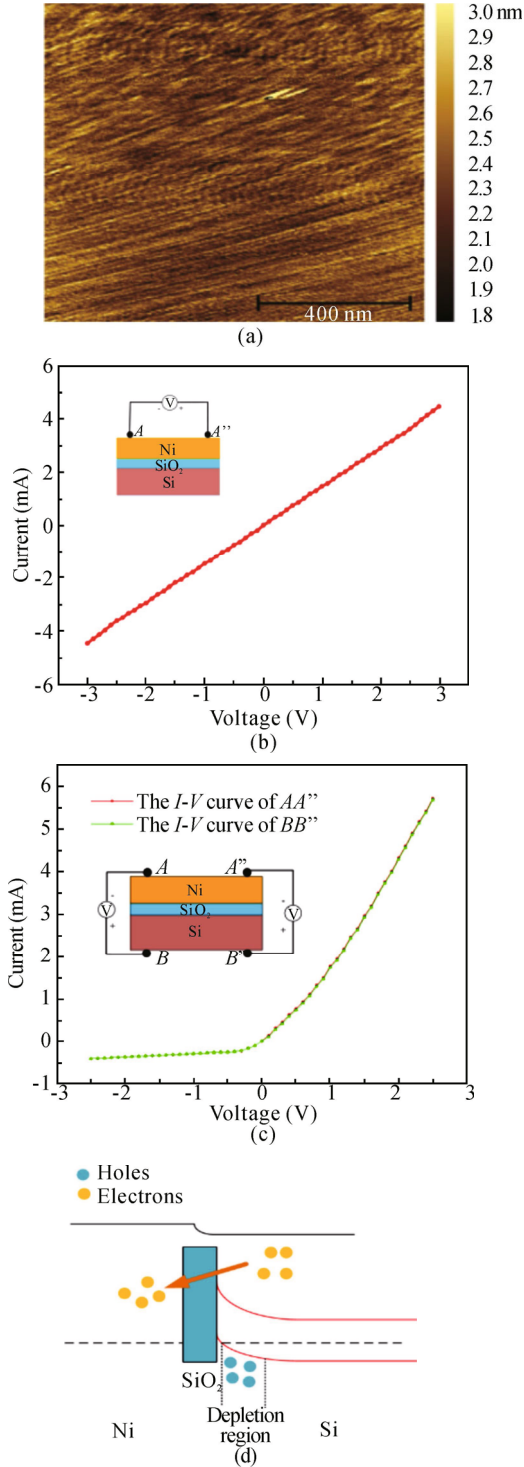 3.0 nm
2.9
2.8
2.7
2.6
2.5
2.4
2.3
2.2
2.1
2.0
1.9
1.8
400 nm
(a)
6
4
2
0
-2
-4
-6
Current (mA)
V
- +
A A’’
Ni
SiO2
Si
-3 -2 -1 0 1 2 3
Voltage (V)
(b)
6
5
4
3
2
1
0
-1
Current (mA)
The I-V curve of AA’’
The I-V curve of BB’’
A A’’
- -
Ni
V SiO2 V
+ Si +
B B’
-3 -2 -1 0 1 2 3
Voltage (V)
(c)
Holes
Electrons
SiO2
Depletion
region
Ni Si
(d)